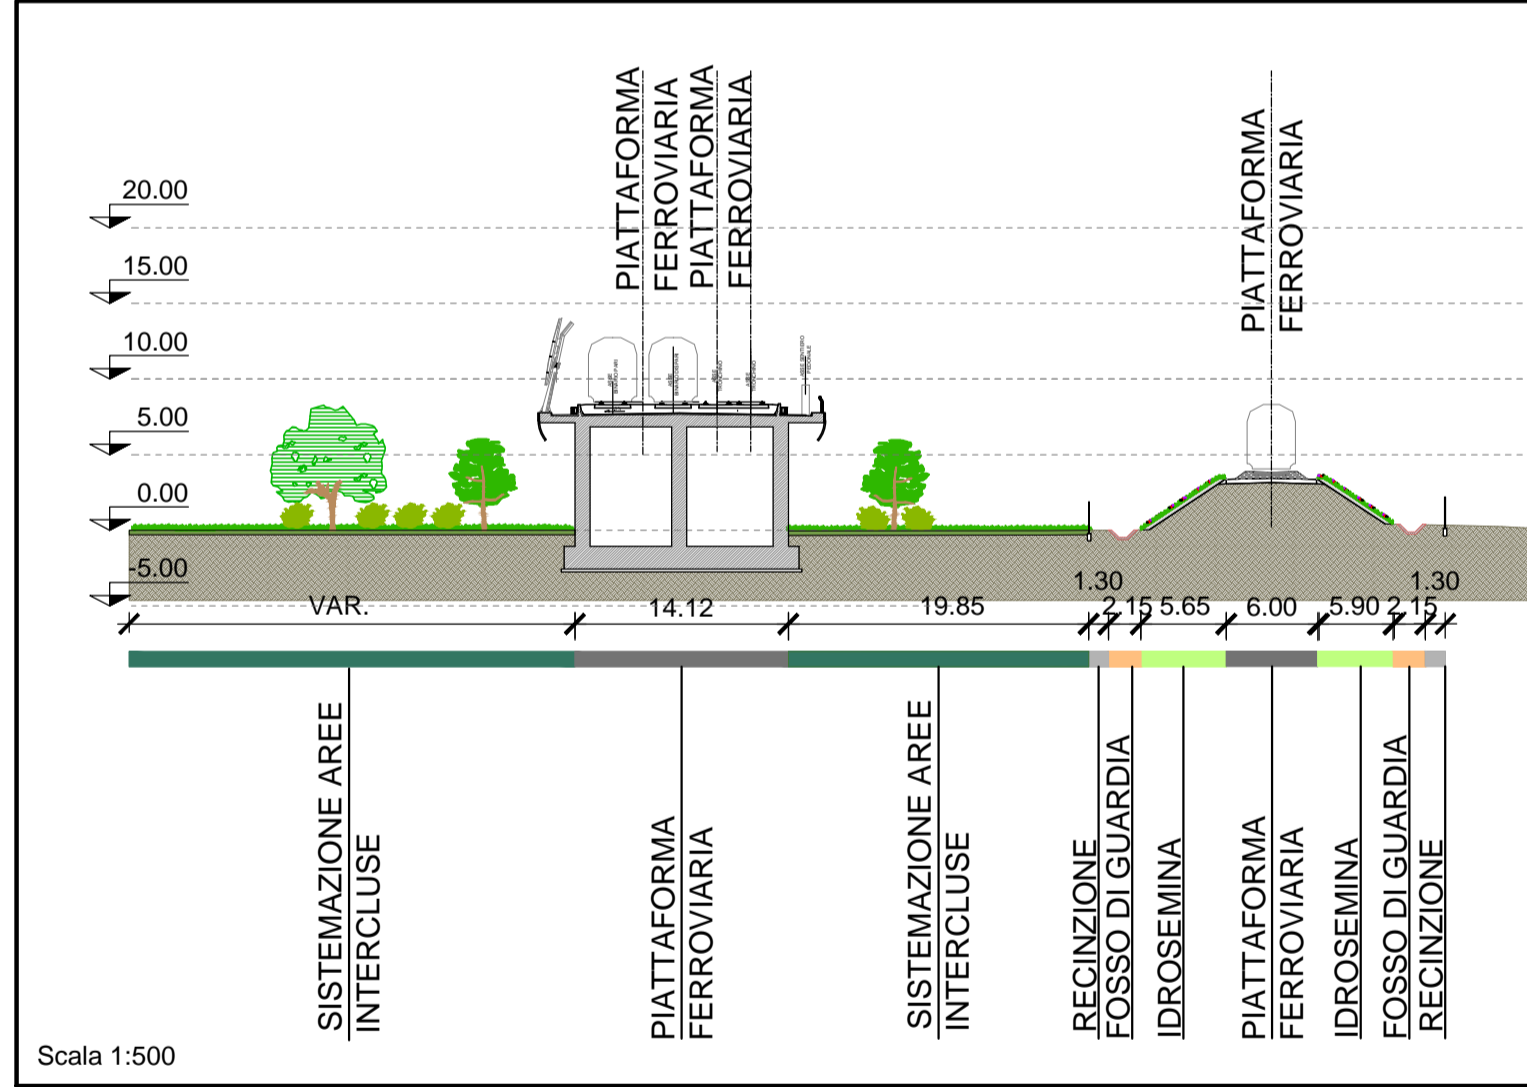 PIATTAFORMA
FERROVIARIA
PIATTAFORMA
FERROVIARIA
PIATTAFORMA
FERROVIARIA
20.00
15.00
10.00
5.00
0.00
-5.00
VAR.
14.12
19.85
1.30
2.15
5.65
6.00
5.90
2.15
1.30
SISTEMAZIONE AREE
INTERCLUSE
PIATTAFORMA
FERROVIARIA
SISTEMAZIONE AREE
INTERCLUSE
RECINZIONE
FOSSO DI GUARDIA
IDROSEMINA
PIATTAFORMA
FERROVIARIA
IDROSEMINA
FOSSO DI GUARDIA
RECINZIONE
Scala 1:500